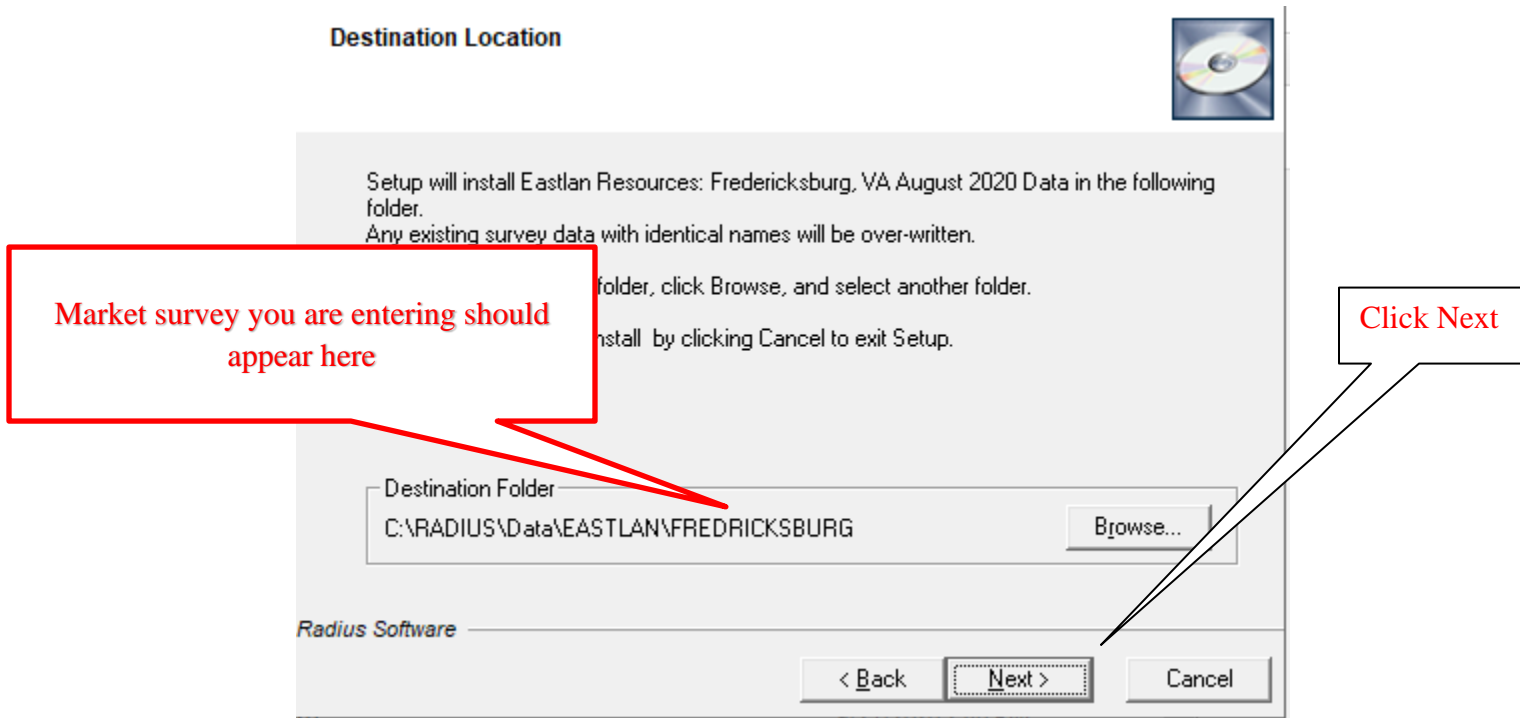 Destination Location
Setup will install Eastlan Resources: Fredericksburg, VA August 2020 Data in the following
folder.
Any existing survey data with identical names will be over-written.
folder, click Browse, and select another folder.
by clicking Cancel to exit Setup.
Market survey you are entering should
appear here
Click Next
Destination Folder
C:\RADIUS\Data\EASTLAN\FREDRICKSBURG
Browse...
Radius Software
< Back
Next >
Cancel